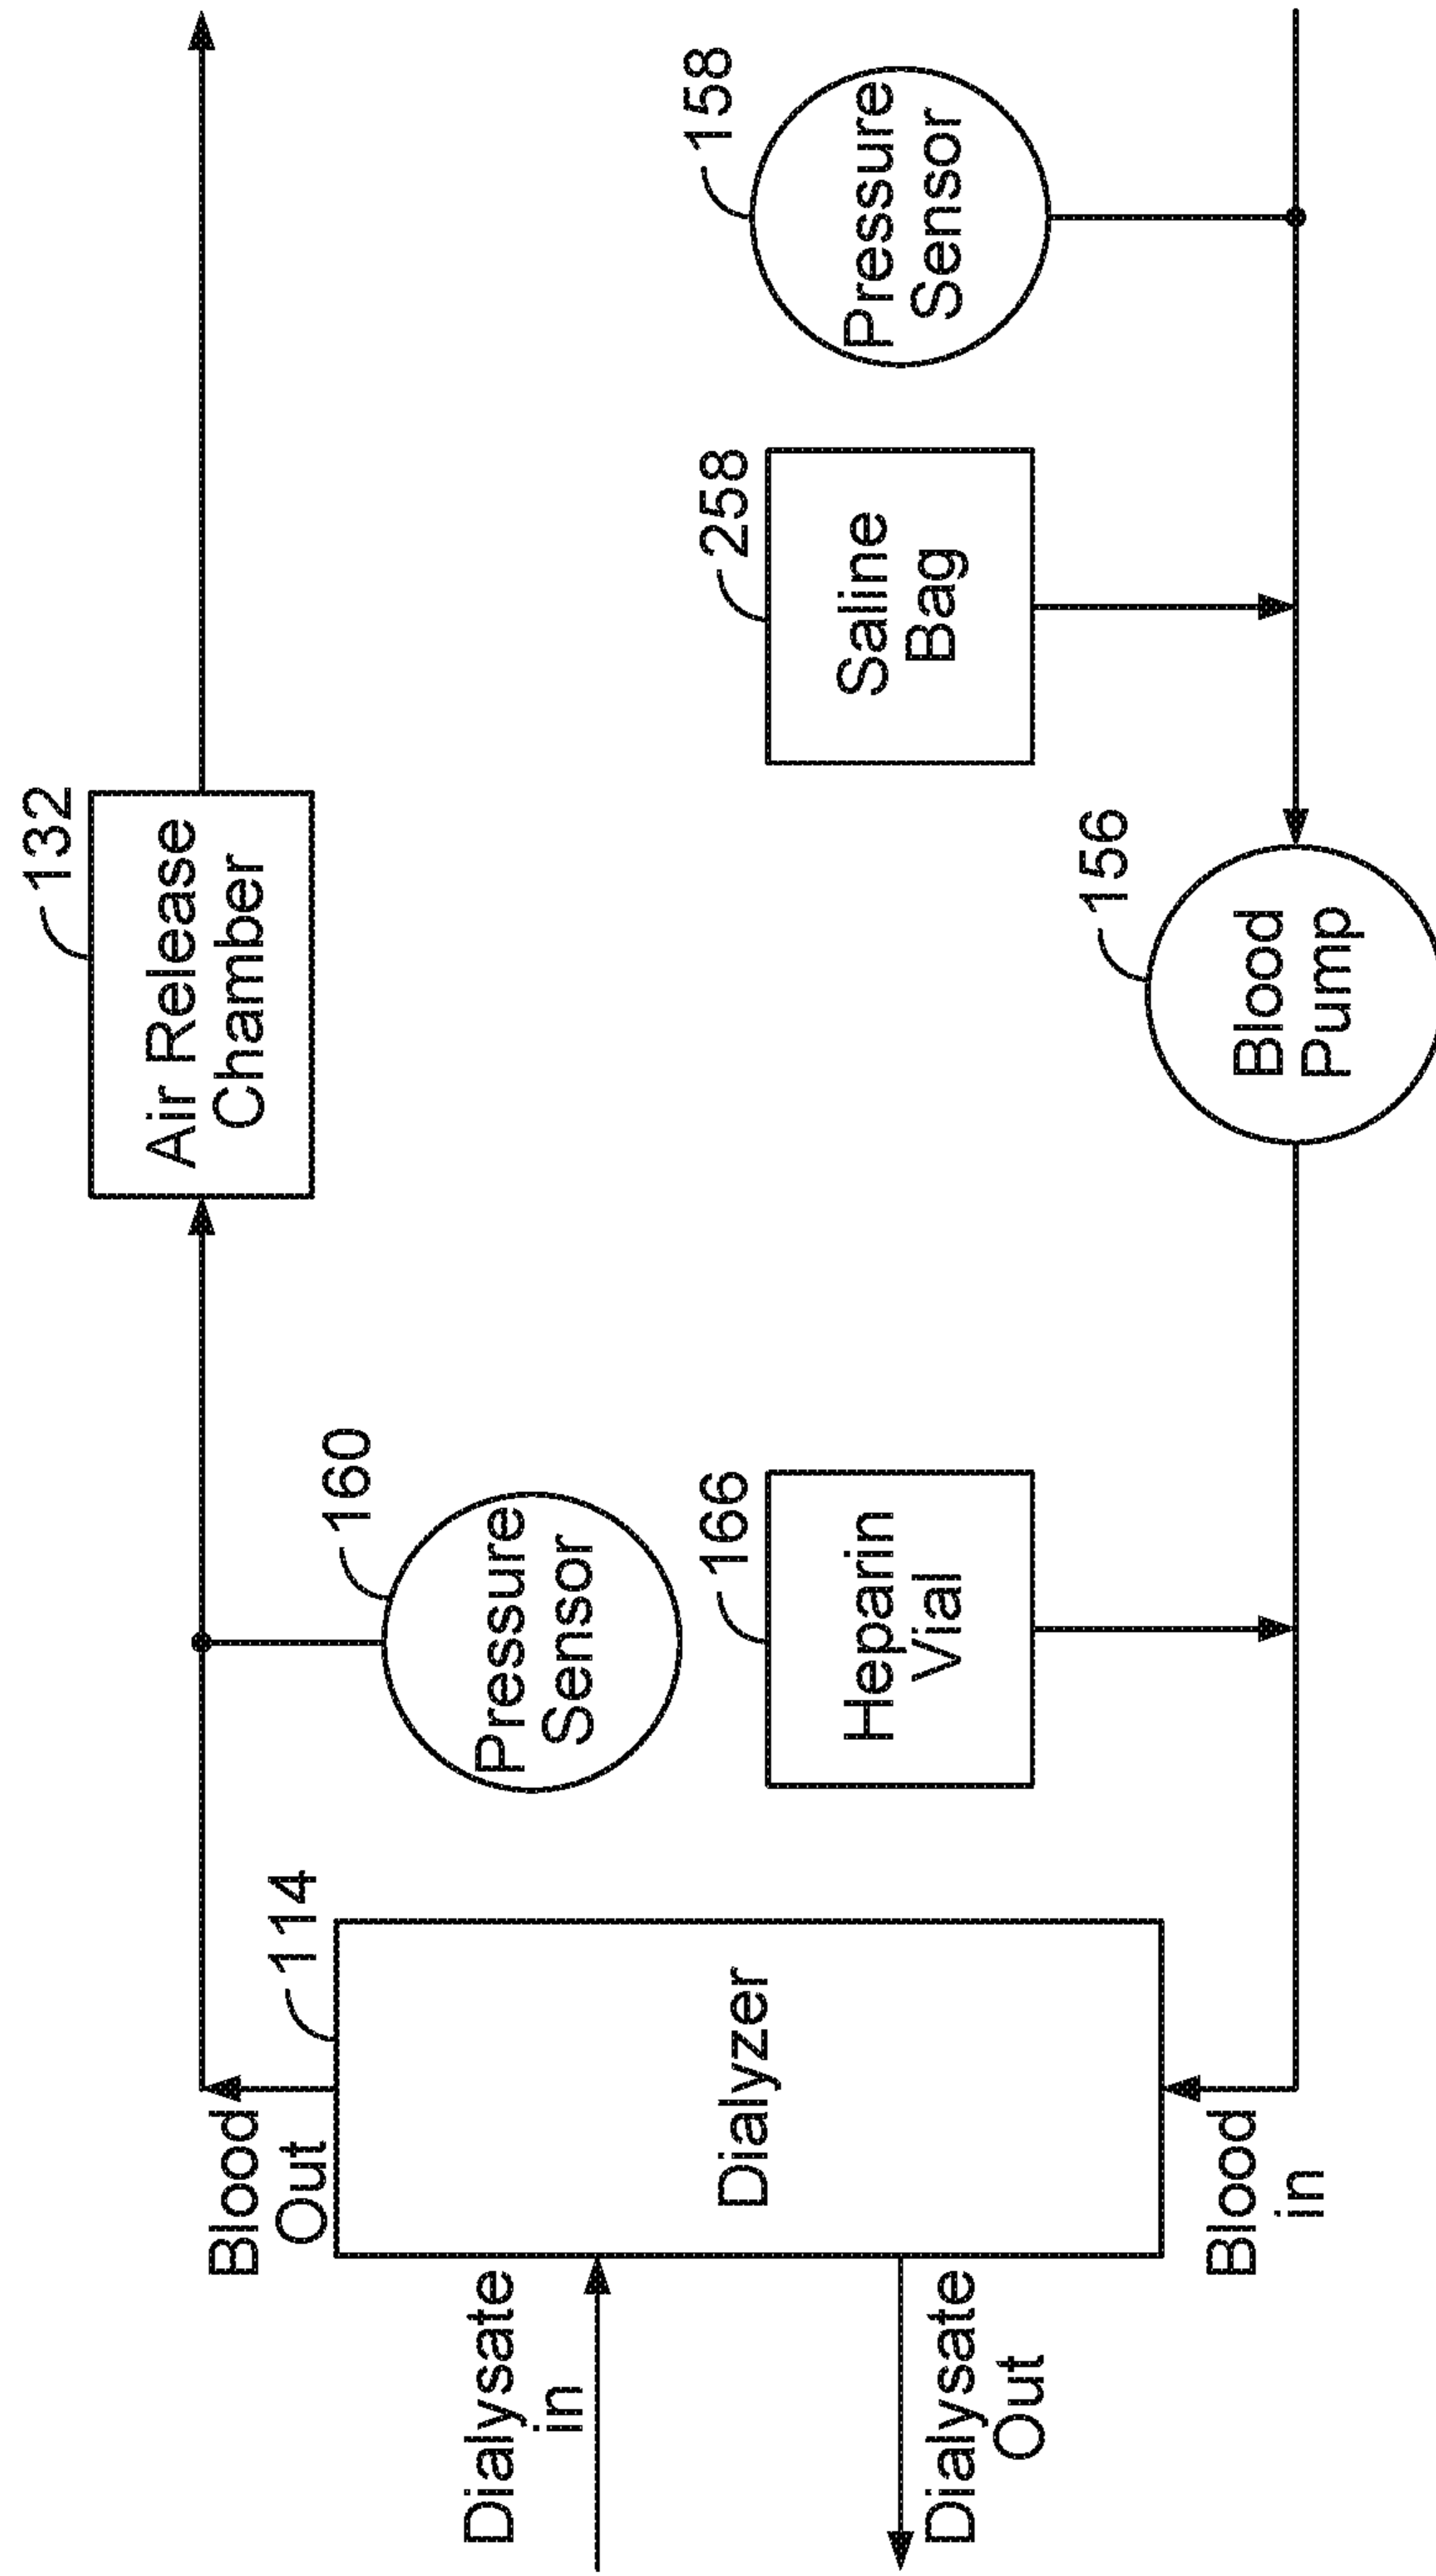 132
Air Release
Chamber
Blood
Out
114
160
Dialysate
in
Pressure
Sensor
Dialyzer
166
258
158
Heparin
Vial
Saline
Bag
Pressure
Sensor
Dialysate
Out
156
Blood
in
Blood
Pump